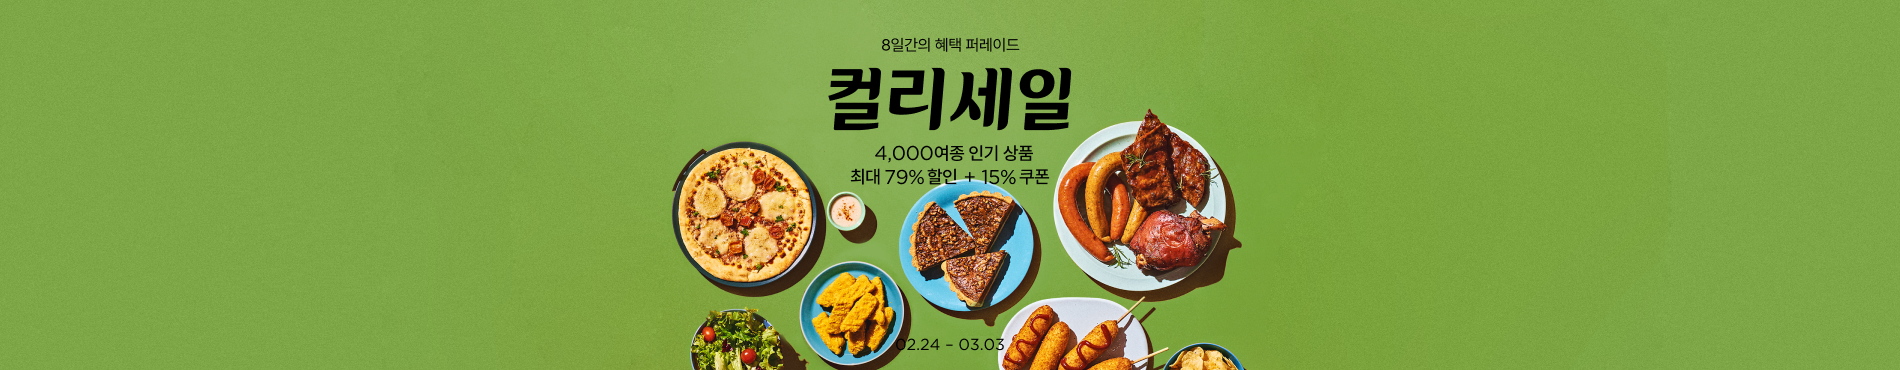 8일간의 혜택 퍼레이드
컬리세일
4,000여종 인기 상품
최대 79% 할인 + 15% 쿠폰
02.24 – 03.03